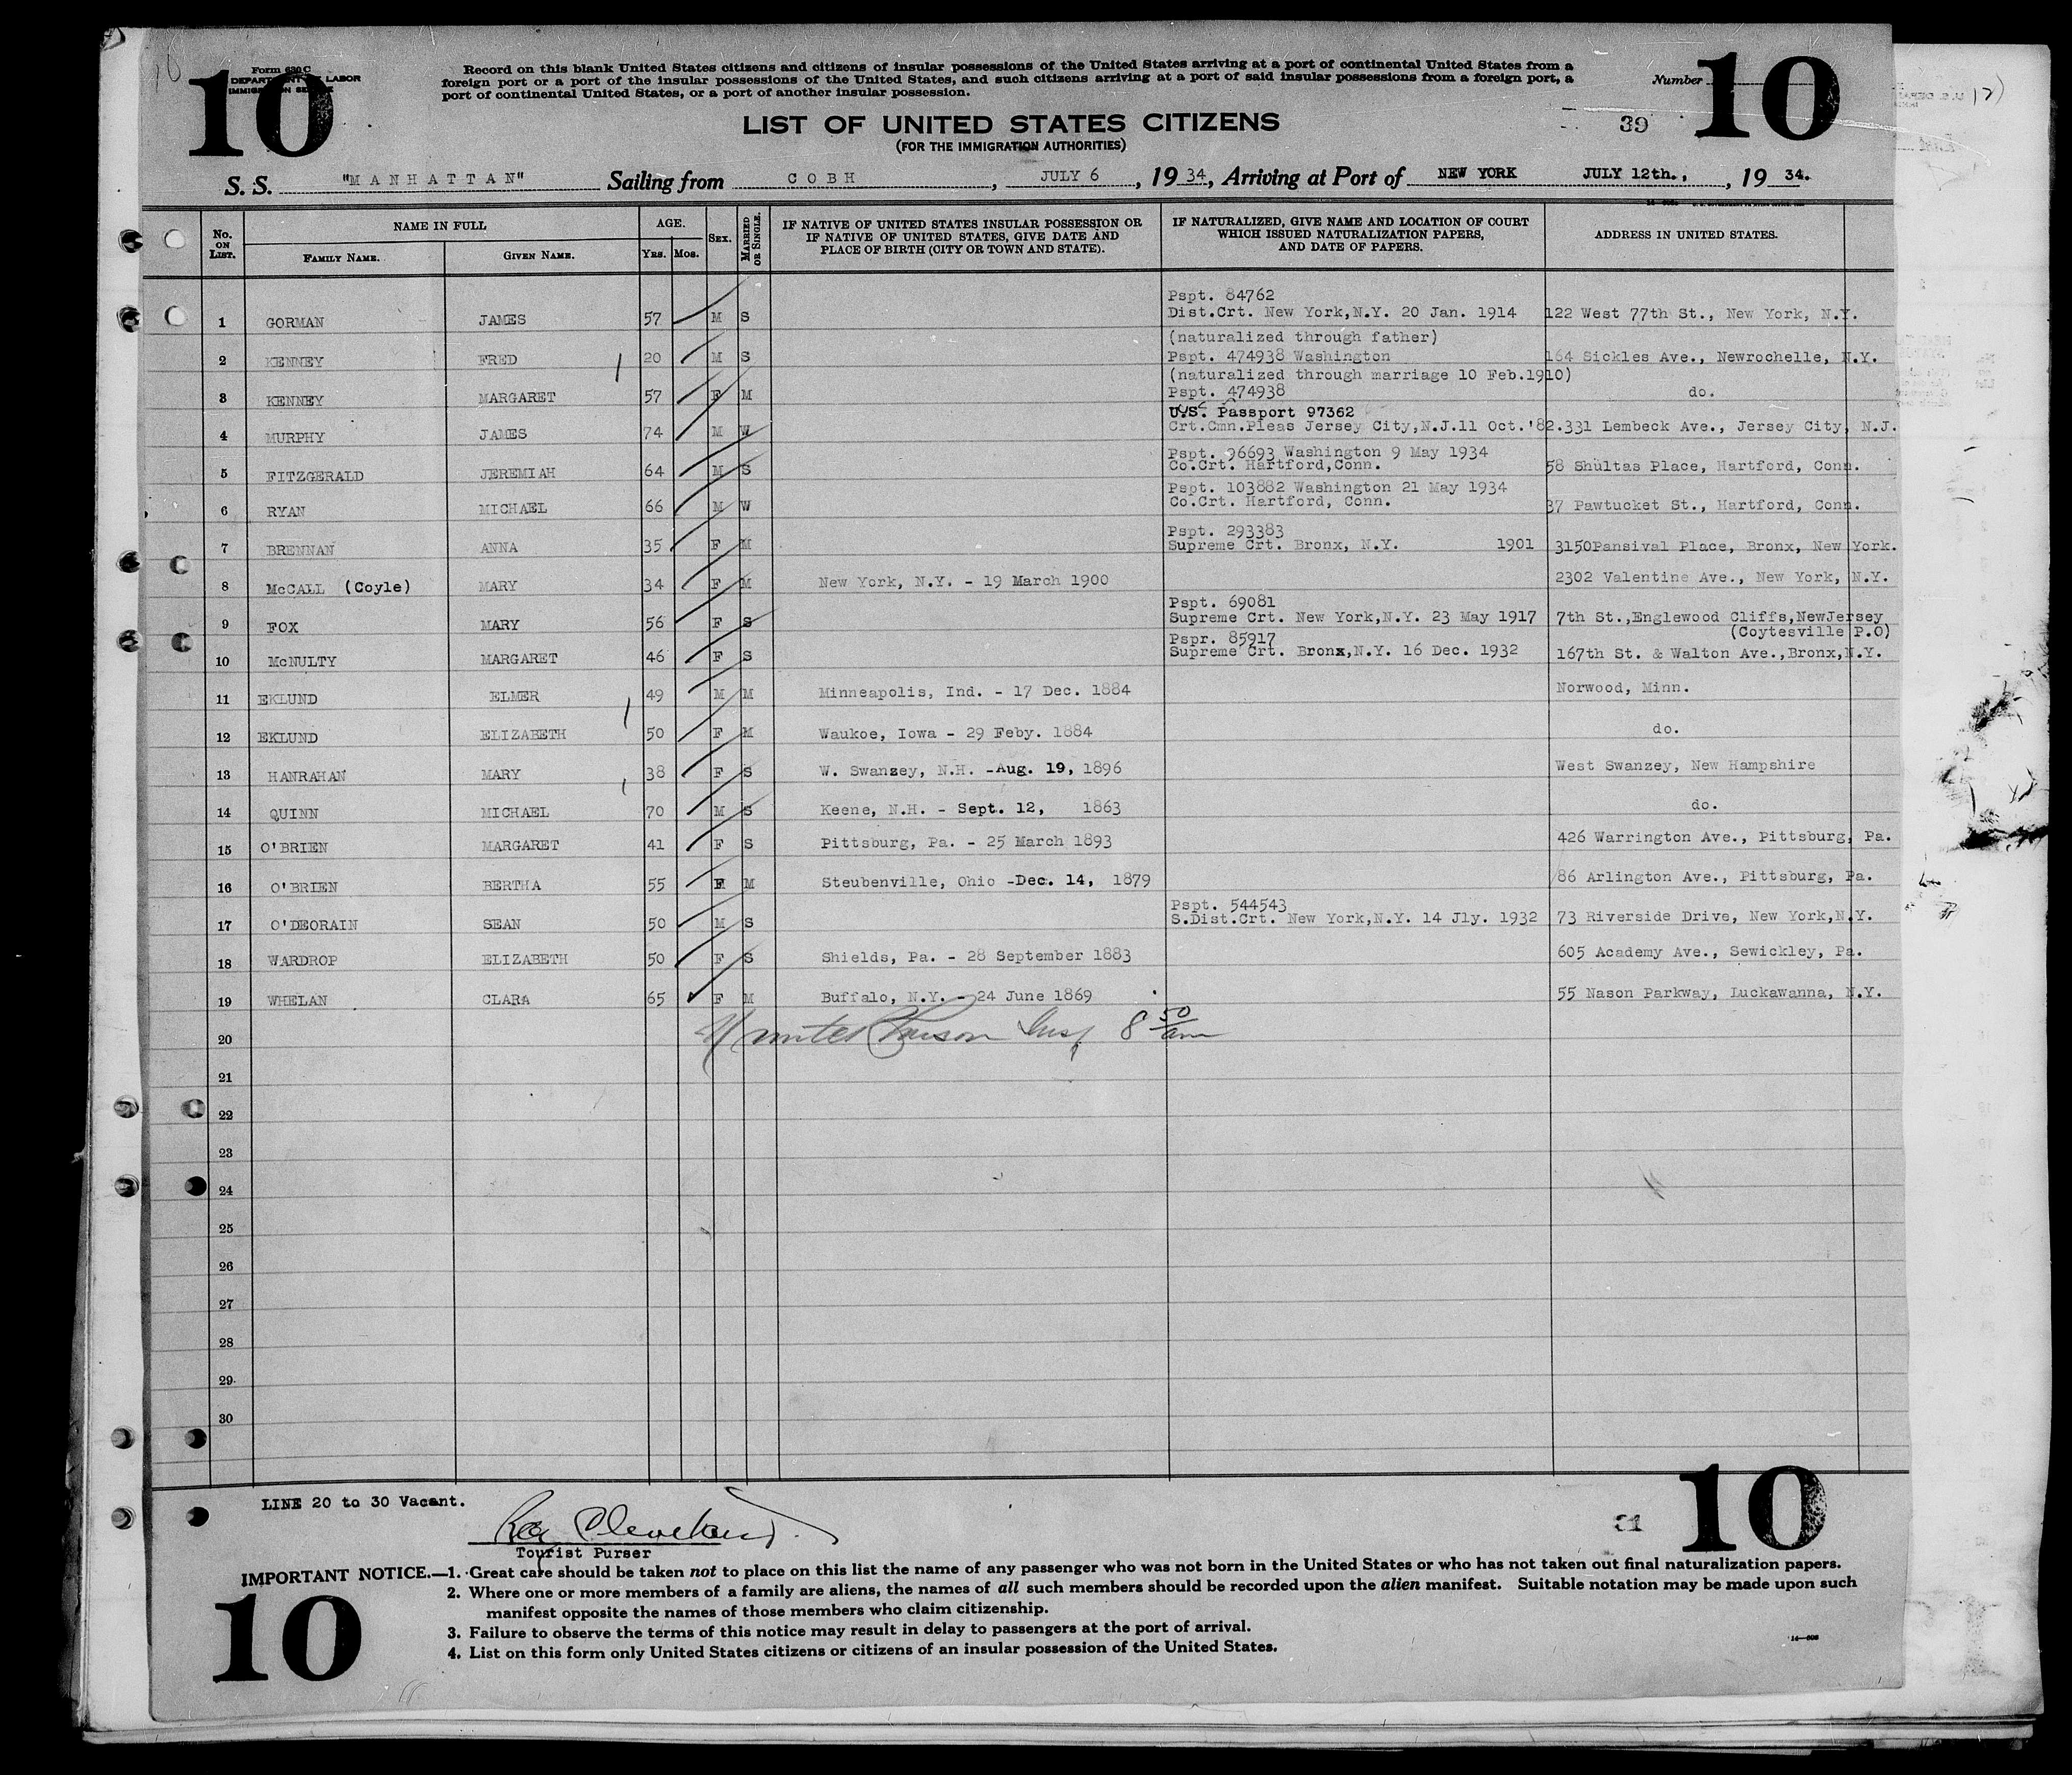 10
Form 630 C
DEPARTMENT OF LABOR
IMMIGRATION SERVICE
Record on this blank United States citizens and citizens of insular possessions of the United States arriving at a port of continental United States from a
foreign port or a port of the insular possessions of the United States, and such citizens arriving at a port of said insular possessions from a foreign port, a
port of continental United States, or a port of another insular possession.
Number 10
39
LIST OF UNITED STATES CITIZENS
(FOR THE IMMIGRATION AUTHORITIES)
S. S. "MANHATTAN" Sailing from COBH, JULY 6, 19 34, Arriving at Port of NEW YORK JULY 12th., , 19 34.
No. ON LIST. NAME IN FULL FAMILY NAME. GIVEN NAME. AGE. YRS. MOS. SEX. MARRIED OR SINGLE. IF NATIVE OF UNITED STATES INSULAR POSSESSION OR IF NATIVE OF UNITED STATES, GIVE DATE AND PLACE OF BIRTH (CITY OR TOWN AND STATE). IF NATURALIZED, GIVE NAME AND LOCATION OF COURT WHICH ISSUED NATURALIZATION PAPERS, AND DATE OF PAPERS. ADDRESS IN UNITED STATES.
Pspt. 84762
1 GORMAN JAMES 57 M S Dist.Crt. New York,N.Y. 20 Jan. 1914 122 West 77th St., New York, N.Y.
(naturalized through father)
2 KENNEY FRED 20 M S Pspt. 474938 Washington 164 Sickles Ave., Newrochelle, N.Y.
(naturalized through marriage 10 Feb.1910)
3 KENNEY MARGARET 57 F M Pspt. 474938 do.
U.S. Passport 97362
4 MURPHY JAMES 74 M W Crt.Cmn.Pleas Jersey City,N.J.11 Oct.'82. 331 Lembeck Ave., Jersey City, N.J.
Pspt. 96693 Washington 9 May 1934
5 FITZGERALD JEREMIAH 64 M S Co.Crt. Hartford,Conn. 58 Shultas Place, Hartford, Conn.
Pspt. 103882 Washington 21 May 1934
6 RYAN MICHAEL 66 M W Co.Crt. Hartford, Conn. 37 Pawtucket St., Hartford, Conn.
Pspt. 293383
7 BRENNAN ANNA 35 F M Supreme Crt. Bronx, N.Y. 1901 3150Pansival Place, Bronx, New York.
8 McCALL (Coyle) MARY 34 F M New York, N.Y. - 19 March 1900 2302 Valentine Ave., New York, N.Y.
Pspt. 69081
9 FOX MARY 56 F S Supreme Crt. New York,N.Y. 23 May 1917 7th St.,Englewood Cliffs,NewJersey
Pspr. 85917 (Coytesville P.O)
10 McNULTY MARGARET 46 F S Supreme Crt. Bronx,N.Y. 16 Dec. 1932 167th St. & Walton Ave.,Bronx,N.Y.
11 EKLUND ELMER 49 M M Minneapolis, Ind. - 17 Dec. 1884 Norwood, Minn.
12 EKLUND ELIZABETH 50 F M Waukoe, Iowa - 29 Feby. 1884 do.
13 HANRAHAN MARY 38 F S W. Swanzey, N.H. -Aug. 19, 1896 West Swanzey, New Hampshire
14 QUINN MICHAEL 70 M S Keene, N.H. - Sept. 12, 1863 do.
15 O'BRIEN MARGARET 41 F S Pittsburg, Pa. - 25 March 1893 426 Warrington Ave., Pittsburg, Pa.
16 O'BRIEN BERTHA 55 F M Steubenville, Ohio -Dec. 14, 1879 86 Arlington Ave., Pittsburg, Pa.
Pspt. 544543
17 O'DEORAIN SEAN 50 M S S.Dist.Crt. New York,N.Y. 14 Jly. 1932 73 Riverside Drive, New York,N.Y.
18 WARDROP ELIZABETH 50 F S Shields, Pa. - 28 September 1883 605 Academy Ave., Sewickley, Pa.
19 WHELAN CLARA 65 F M Buffalo, N.Y. - 24 June 1869 55 Nason Parkway, Luckawanna, N.Y.
20 Insp 8 50 am
21
22
23
24
25
26
27
28
29
30
LINE 20 to 30 Vacant.
10
Tourist Purser
IMPORTANT NOTICE.—1. Great care should be taken not to place on this list the name of any passenger who was not born in the United States or who has not taken out final naturalization papers.
2. Where one or more members of a family are aliens, the names of all such members should be recorded upon the alien manifest. Suitable notation may be made upon such
manifest opposite the names of those members who claim citizenship.
3. Failure to observe the terms of this notice may result in delay to passengers at the port of arrival.
4. List on this form only United States citizens or citizens of an insular possession of the United States.
10